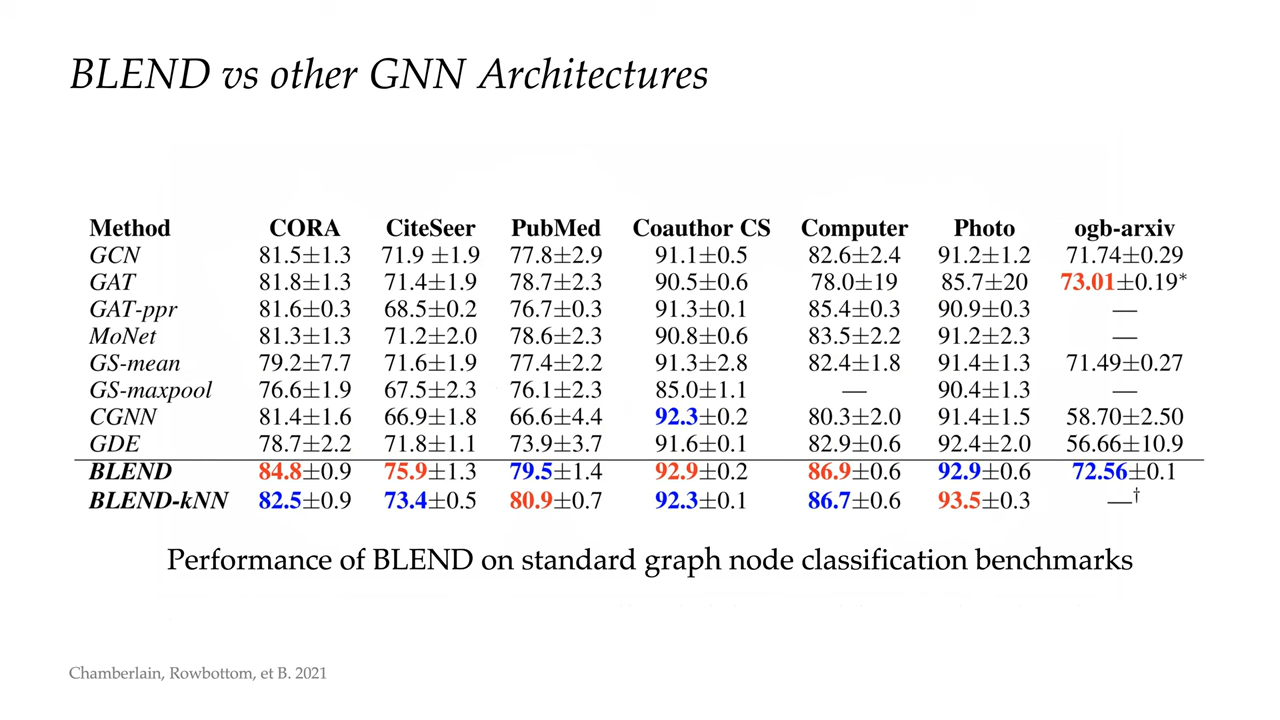 BLEND vs other GNN Architectures
Method CORA CiteSeer PubMed Coauthor CS Computer Photo ogb-arxiv
GCN 81.5±1.3 71.9 ±1.9 77.8±2.9 91.1±0.5 82.6±2.4 91.2±1.2 71.74±0.29
GAT 81.8±1.3 71.4±1.9 78.7±2.3 90.5±0.6 78.0±19 85.7±20 73.01±0.19*
GAT-ppr 81.6±0.3 68.5±0.2 76.7±0.3 91.3±0.1 85.4±0.3 90.9±0.3 —
MoNet 81.3±1.3 71.2±2.0 78.6±2.3 90.8±0.6 83.5±2.2 91.2±2.3 —
GS-mean 79.2±7.7 71.6±1.9 77.4±2.2 91.3±2.8 82.4±1.8 91.4±1.3 71.49±0.27
GS-maxpool 76.6±1.9 67.5±2.3 76.1±2.3 85.0±1.1 — 90.4±1.3 —
CGNN 81.4±1.6 66.9±1.8 66.6±4.4 92.3±0.2 80.3±2.0 91.4±1.5 58.70±2.50
GDE 78.7±2.2 71.8±1.1 73.9±3.7 91.6±0.1 82.9±0.6 92.4±2.0 56.66±10.9
BLEND 84.8±0.9 75.9±1.3 79.5±1.4 92.9±0.2 86.9±0.6 92.9±0.6 72.56±0.1
BLEND-kNN 82.5±0.9 73.4±0.5 80.9±0.7 92.3±0.1 86.7±0.6 93.5±0.3 —†
Performance of BLEND on standard graph node classification benchmarks
Chamberlain, Rowbottom, et B. 2021